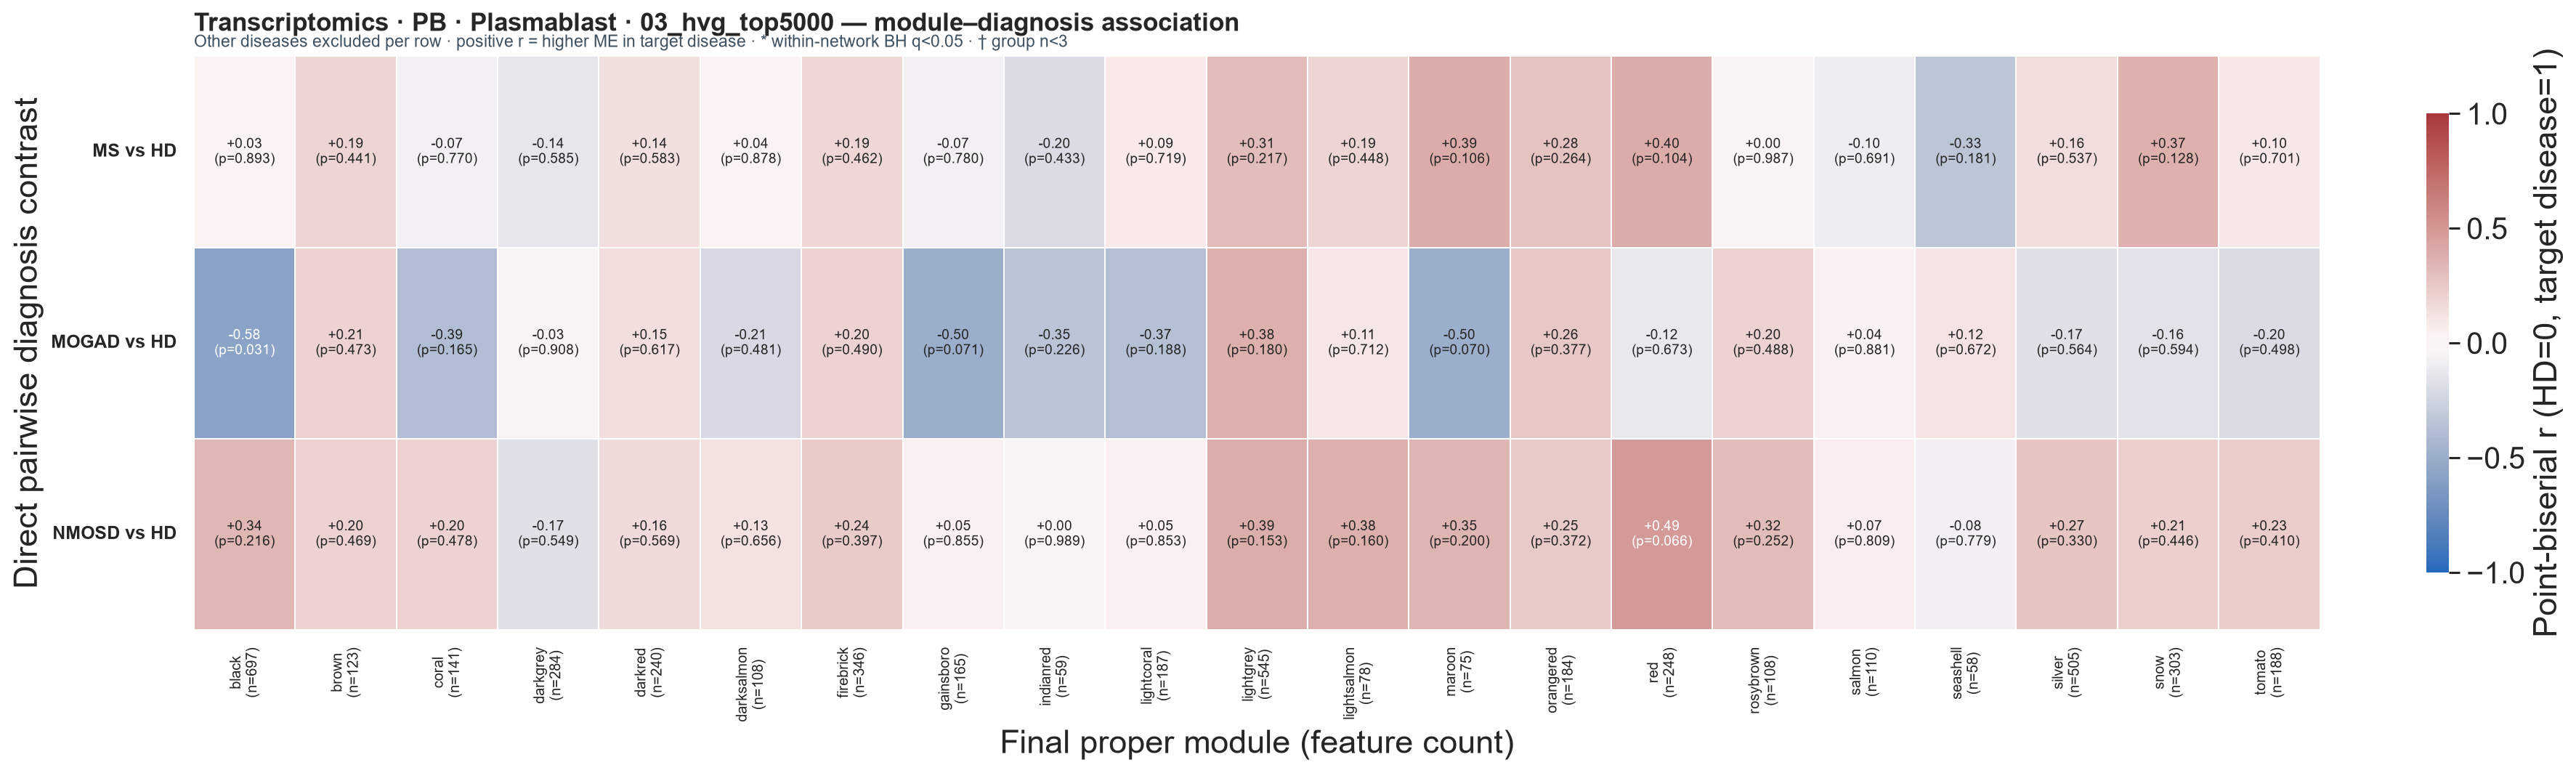 Transcriptomics · PB · Plasmablast · 03_hvg_top5000 — module–diagnosis association
Other diseases excluded per row · positive r = higher ME in target disease · * within-network BH q<0.05 · † group n<3
Direct pairwise diagnosis contrast
MS vs HD
+0.03 +0.19 -0.07 -0.14 +0.14 +0.04 +0.19 -0.07 -0.20 +0.09 +0.31 +0.19 +0.39 +0.28 +0.40 +0.00 -0.10 -0.33 +0.16 +0.37 +0.10
(p=0.893) (p=0.441) (p=0.770) (p=0.585) (p=0.583) (p=0.878) (p=0.462) (p=0.780) (p=0.433) (p=0.719) (p=0.217) (p=0.448) (p=0.106) (p=0.264) (p=0.104) (p=0.987) (p=0.691) (p=0.181) (p=0.537) (p=0.128) (p=0.701)
MOGAD vs HD
-0.58 +0.21 -0.39 -0.03 +0.15 -0.21 +0.20 -0.50 -0.35 -0.37 +0.38 +0.11 -0.50 +0.26 -0.12 +0.20 +0.04 +0.12 -0.17 -0.16 -0.20
(p=0.031) (p=0.473) (p=0.165) (p=0.908) (p=0.617) (p=0.481) (p=0.490) (p=0.071) (p=0.226) (p=0.188) (p=0.180) (p=0.712) (p=0.070) (p=0.377) (p=0.673) (p=0.488) (p=0.881) (p=0.672) (p=0.564) (p=0.594) (p=0.498)
NMOSD vs HD
+0.34 +0.20 +0.20 -0.17 +0.16 +0.13 +0.24 +0.05 +0.00 +0.05 +0.39 +0.38 +0.35 +0.25 +0.49 +0.32 +0.07 -0.08 +0.27 +0.21 +0.23
(p=0.216) (p=0.469) (p=0.478) (p=0.549) (p=0.569) (p=0.656) (p=0.397) (p=0.855) (p=0.989) (p=0.853) (p=0.153) (p=0.160) (p=0.200) (p=0.372) (p=0.066) (p=0.252) (p=0.809) (p=0.779) (p=0.330) (p=0.446) (p=0.410)
black
(n=697)
brown
(n=123)
coral
(n=141)
darkgrey
(n=284)
darkred
(n=240)
darksalmon
(n=108)
firebrick
(n=346)
gainsboro
(n=165)
indianred
(n=59)
lightcoral
(n=187)
lightgrey
(n=545)
lightsalmon
(n=78)
maroon
(n=75)
orangered
(n=184)
red
(n=248)
rosybrown
(n=108)
salmon
(n=110)
seashell
(n=58)
silver
(n=505)
snow
(n=303)
tomato
(n=188)
Final proper module (feature count)
1.0
0.5
0.0
−0.5
−1.0
Point-biserial r (HD=0, target disease=1)